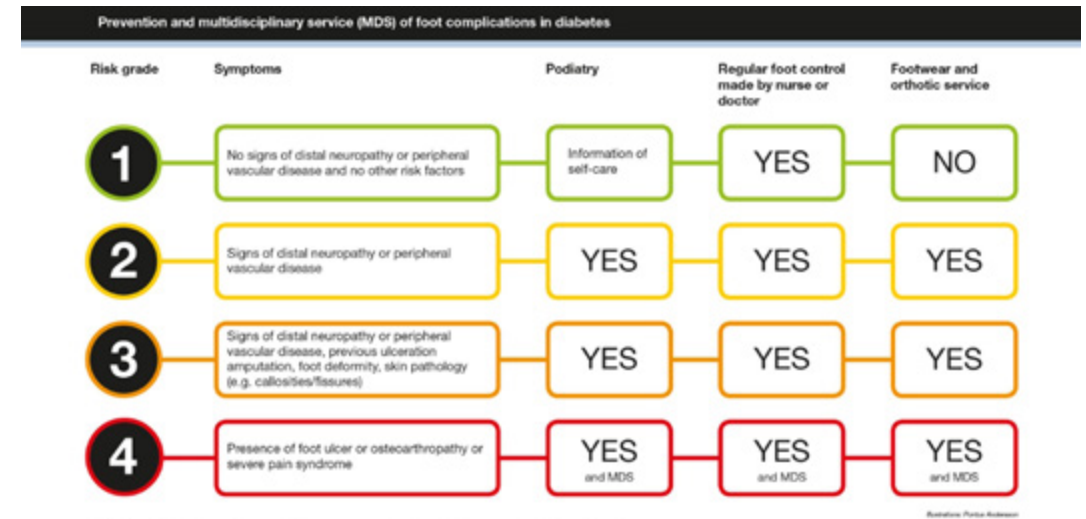 Prevention and multidisciplinary service (MDS) of foot complications in diabetes
Risk grade
Symptoms
Podiatry
Regular foot control
made by nurse or
doctor
Footwear and
orthotic service
1
No signs of distal neuropathy or peripheral
vascular disease and no other risk factors
Information of
self-care
YES
NO
2
Signs of distal neuropathy or peripheral
vascular disease
YES
YES
YES
3
Signs of distal neuropathy or peripheral
vascular disease, previous ulceration
amputation, foot deformity, skin pathology
(e.g. callosities/fissures)
YES
YES
YES
4
Presence of foot ulcer or osteoarthropathy or
severe pain syndrome
YES
and MDS
YES
and MDS
YES
and MDS